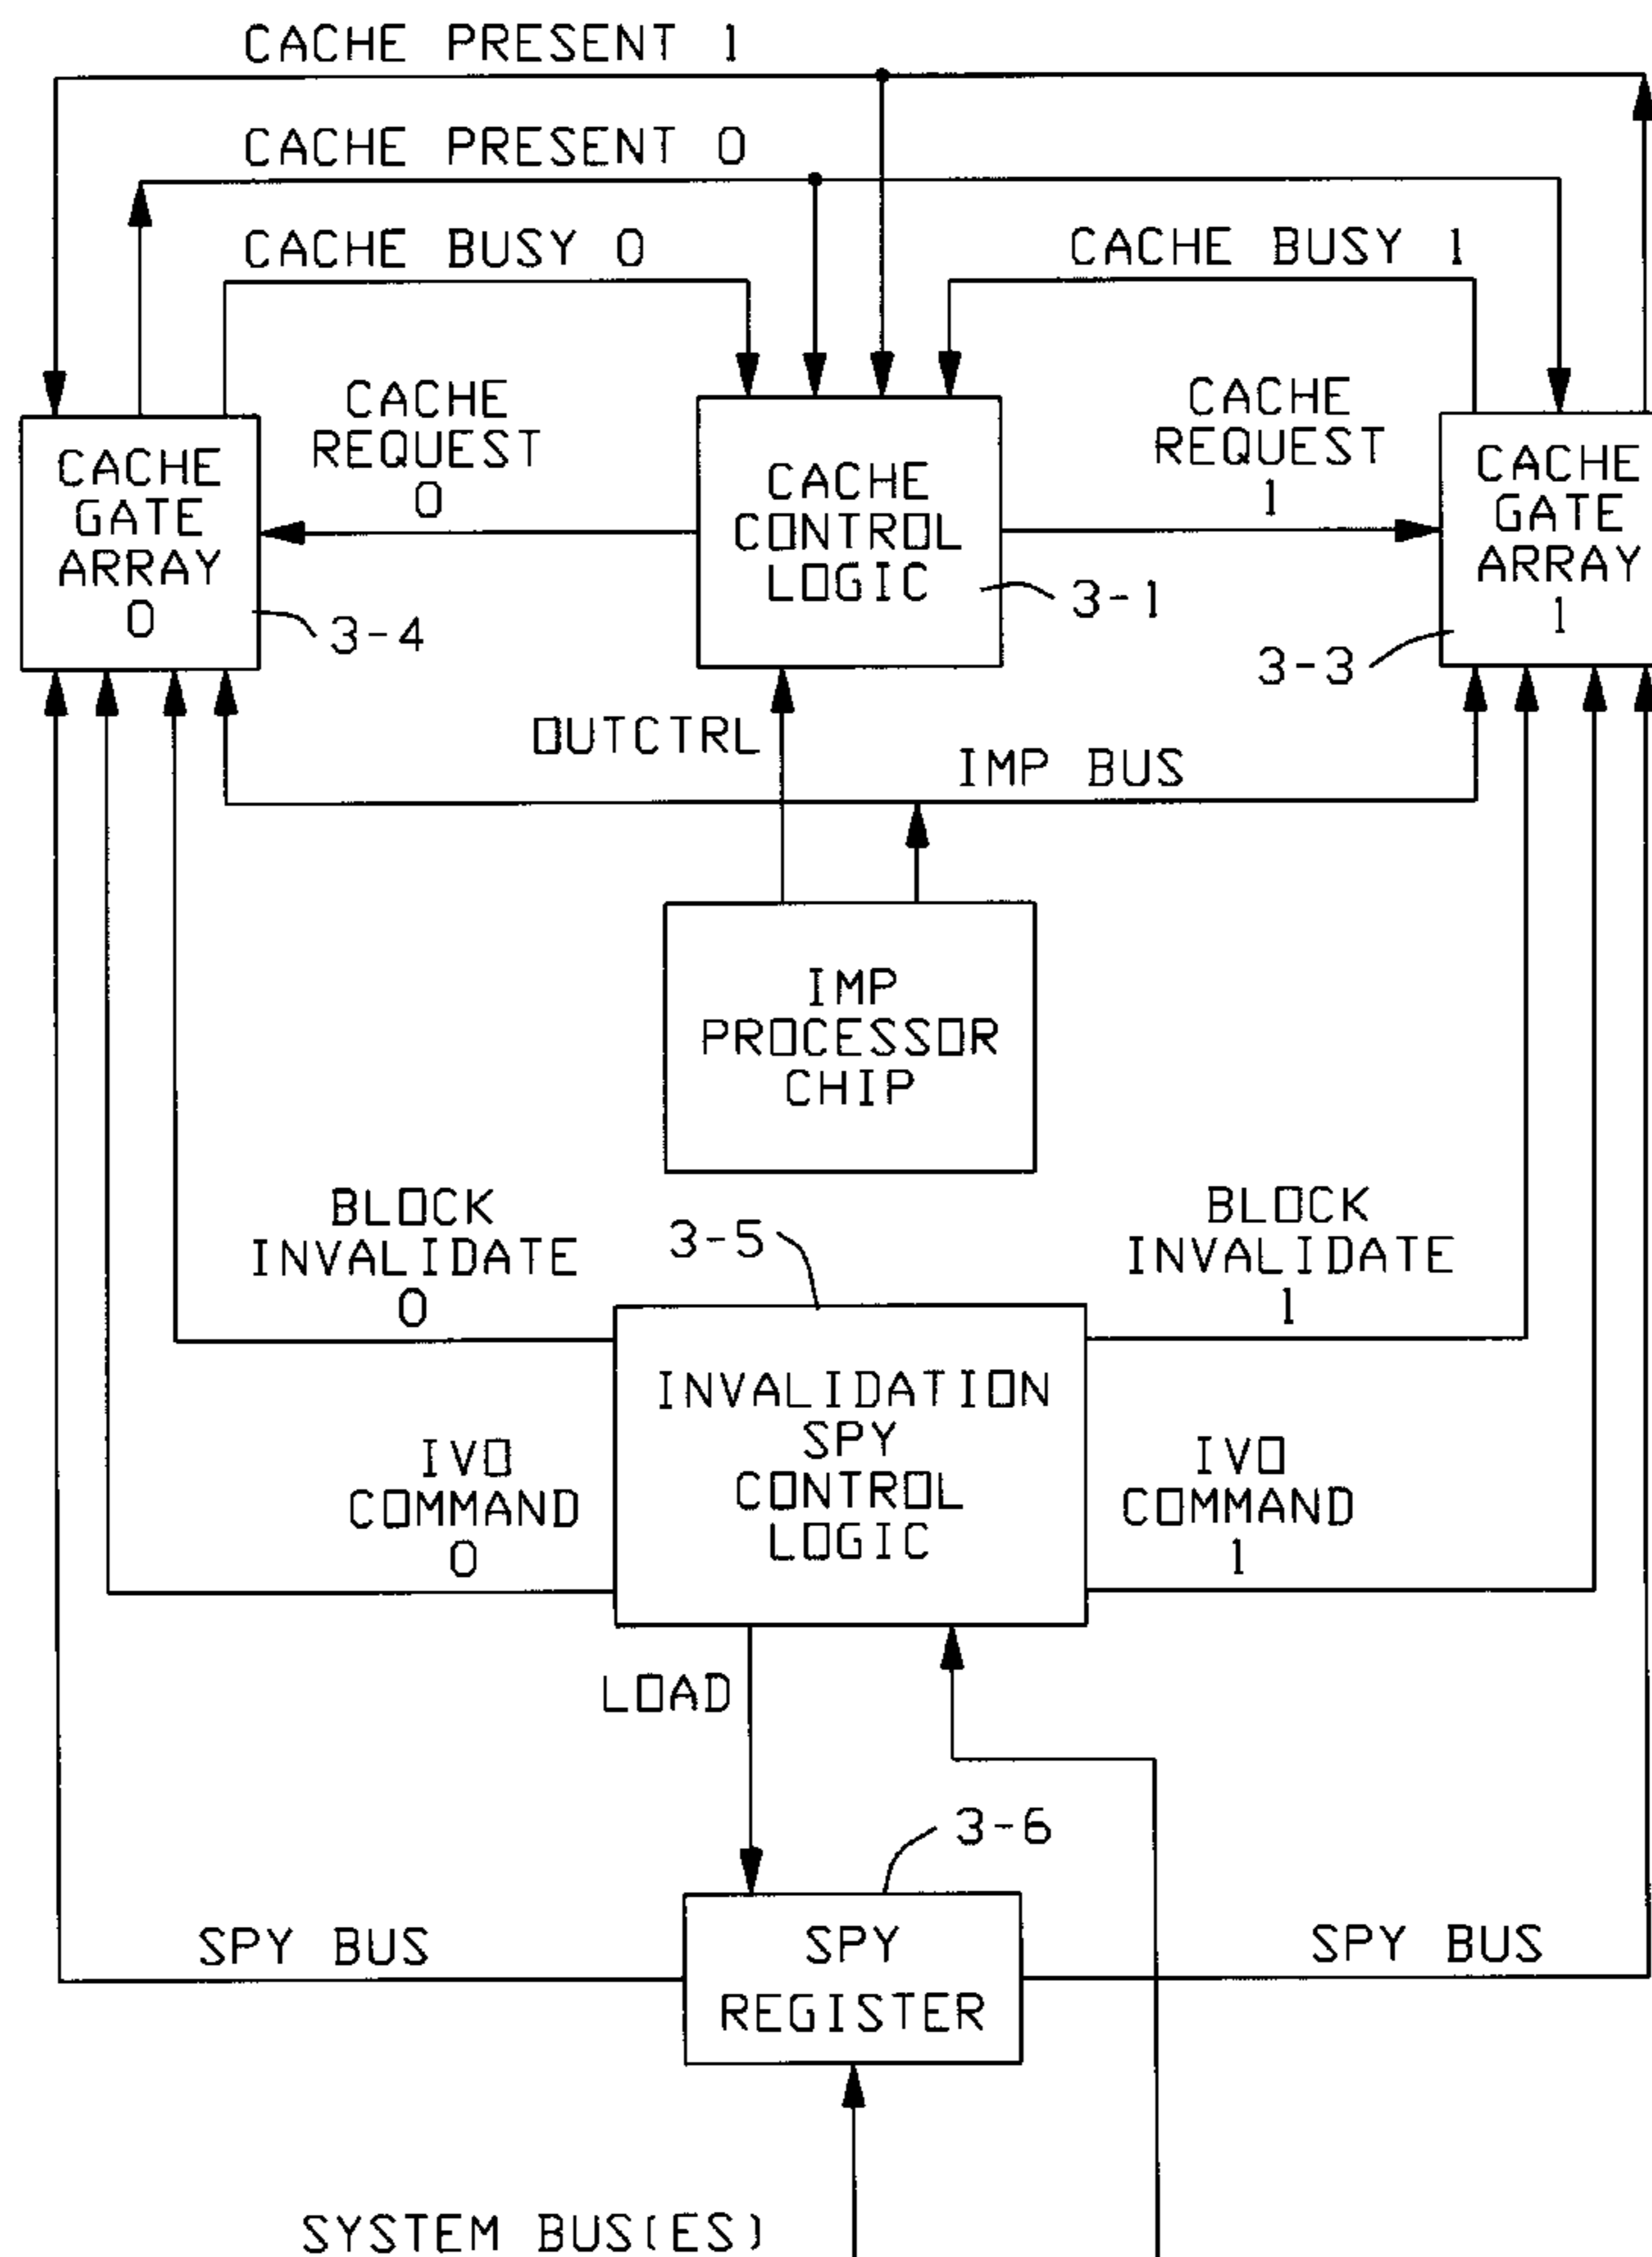 CACHE PRESENT 1
CACHE PRESENT 0
CACHE BUSY 0
CACHE BUSY 1
CACHE
GATE
ARRAY
0
CACHE
REQUEST
0
CACHE
CONTROL
LOGIC
CACHE
REQUEST
1
CACHE
GATE
ARRAY
1
3-4
3-1
3-3
OUTCTRL
IMP BUS
IMP
PROCESSOR
CHIP
BLOCK
INVALIDATE
0
3-5
BLOCK
INVALIDATE
1
INVALIDATION
SPY
CONTROL
LOGIC
IVO
COMMAND
0
IVO
COMMAND
1
LOAD
3-6
SPY BUS
SPY
REGISTER
SPY BUS
SYSTEM BUS(ES)